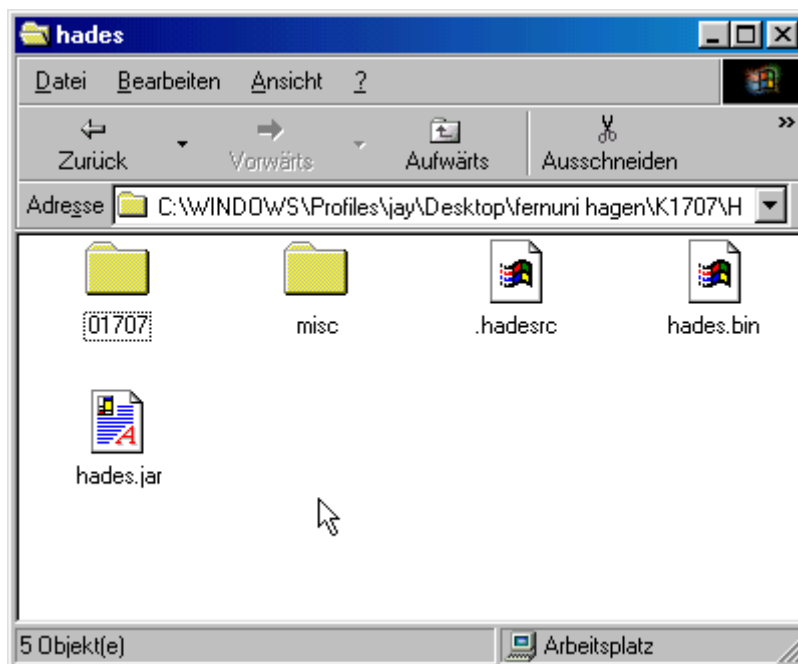 hades
Datei Bearbeiten Ansicht ?
Zurück Vorwärts Aufwärts Ausschneiden »
Adresse C:\WINDOWS\Profiles\jay\Desktop\fernuni hagen\K1707\H
01707 misc .hadesrc hades.bin
hades.jar
5 Objekt(e) Arbeitsplatz